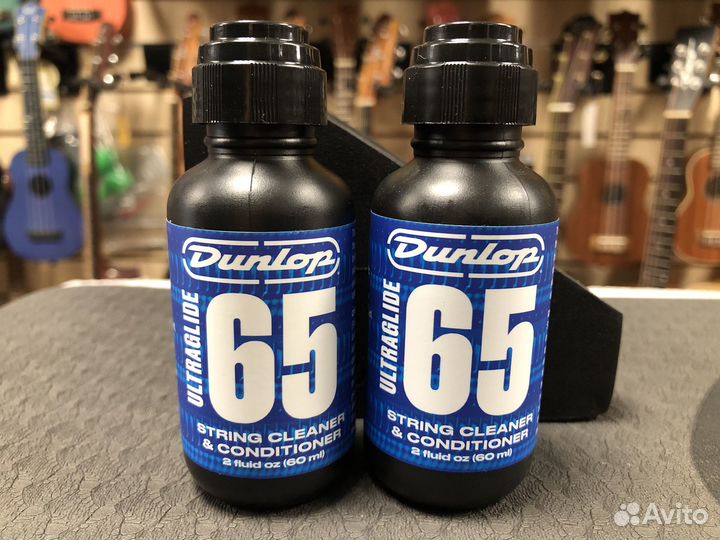 Dunlop
ULTRAGLIDE
65
STRING CLEANER
& CONDITIONER
2 fluid oz (60 ml)
Dunlop
ULTRAGLIDE
65
STRING CLEANER
& CONDITIONER
2 fluid oz (60 ml)
Avito